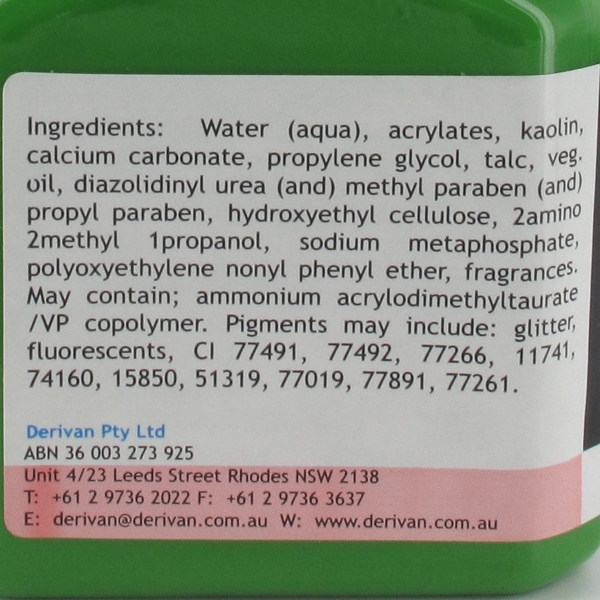 Ingredients: Water (aqua), acrylates, kaolin,
calcium carbonate, propylene glycol, talc, veg.
oil, diazolidinyl urea (and) methyl paraben (and)
propyl paraben, hydroxyethyl cellulose, 2amino
2methyl 1propanol, sodium metaphosphate,
polyoxyethylene nonyl phenyl ether, fragrances.
May contain; ammonium acrylodimethyltaurate
/VP copolymer. Pigments may include: glitter,
fluorescents, CI 77491, 77492, 77266, 11741,
74160, 15850, 51319, 77019, 77891, 77261.
Derivan Pty Ltd
ABN 36 003 273 925
Unit 4/23 Leeds Street Rhodes NSW 2138
T: +61 2 9736 2022 F: +61 2 9736 3637
E: derivan@derivan.com.au W: www.derivan.com.au